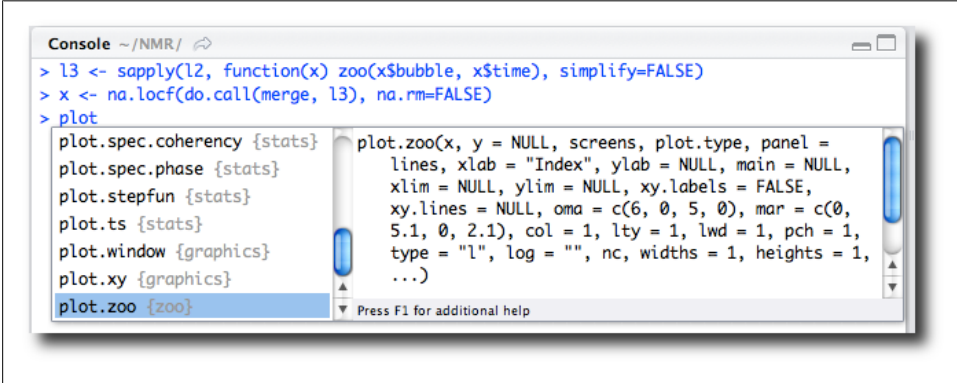 Console ~/NMR/
> l3 <- sapply(l2, function(x) zoo(x$bubble, x$time), simplify=FALSE)
> x <- na.locf(do.call(merge, l3), na.rm=FALSE)
> plot
plot.spec.coherency {stats}
plot.spec.phase {stats}
plot.stepfun {stats}
plot.ts {stats}
plot.window {graphics}
plot.xy {graphics}
plot.zoo {zoo}
plot.zoo(x, y = NULL, screens, plot.type, panel =
lines, xlab = "Index", ylab = NULL, main = NULL,
xlim = NULL, ylim = NULL, xy.labels = FALSE,
xy.lines = NULL, oma = c(6, 0, 5, 0), mar = c(0,
5.1, 0, 2.1), col = 1, lty = 1, lwd = 1, pch = 1,
type = "l", log = "", nc, widths = 1, heights = 1,
...)
Press F1 for additional help